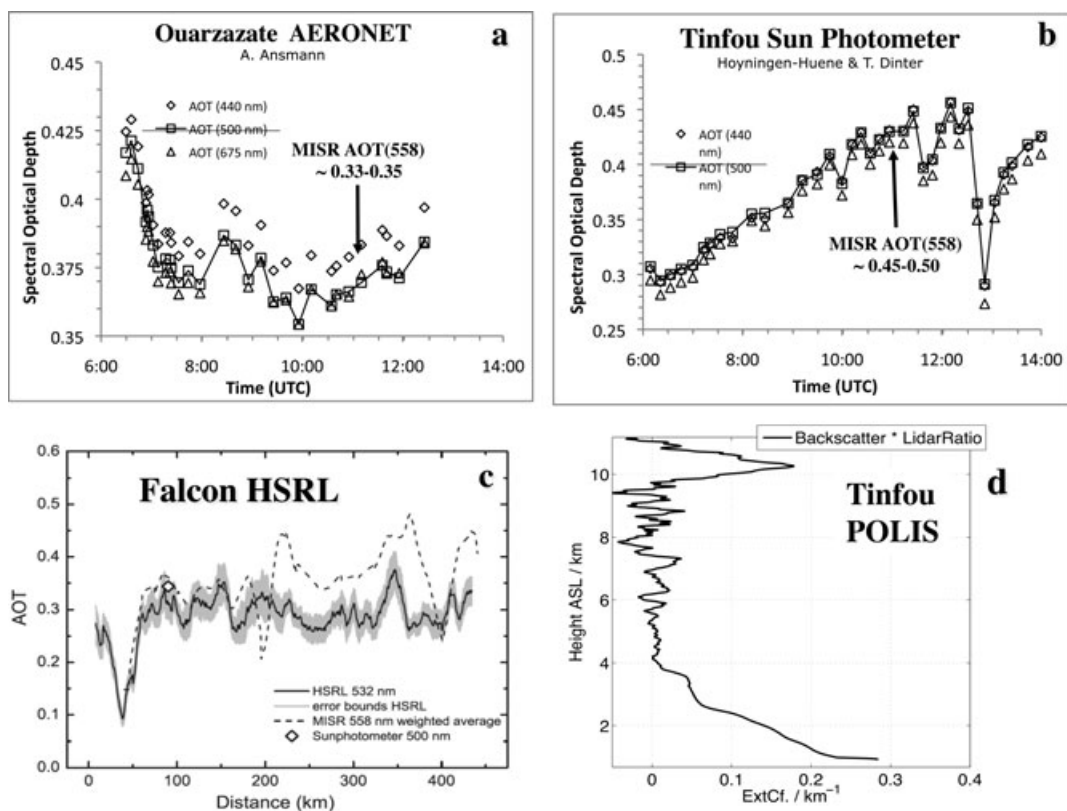 Ouarzazate AERONET
a
A. Ansmann
0.45
0.425
0.4
0.375
0.35
Spectral Optical Depth
AOT (440 nm)
AOT (500 nm)
AOT (675 nm)
MISR AOT(558)
~ 0.33-0.35
6:00
8:00
10:00
12:00
14:00
Time (UTC)
Tinfou Sun Photometer
b
Hoyningen-Huene & T. Dinter
0.45
0.4
0.35
0.3
0.25
Spectral Optical Depth
AOT (440
nm)
AOT (500
nm)
MISR AOT(558)
~ 0.45-0.50
6:00
8:00
10:00
12:00
14:00
Time (UTC)
Falcon HSRL
c
0.6
0.5
0.4
0.3
0.2
0.1
0.0
AOT
HSRL 532 nm
error bounds HSRL
MISR 558 nm weighted average
Sunphotometer 500 nm
0
100
200
300
400
Distance (km)
Backscatter * LidarRatio
d
Tinfou
POLIS
10
8
6
4
2
Height ASL / km
0
0.1
0.2
0.3
0.4
ExtCf. / km⁻¹